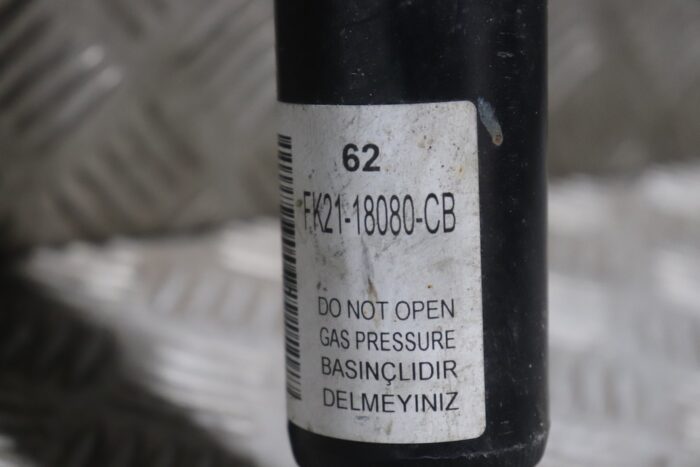 62
FK21-18080-CB
DO NOT OPEN
GAS PRESSURE
BASINÇLIDIR
DELMEYINIZ